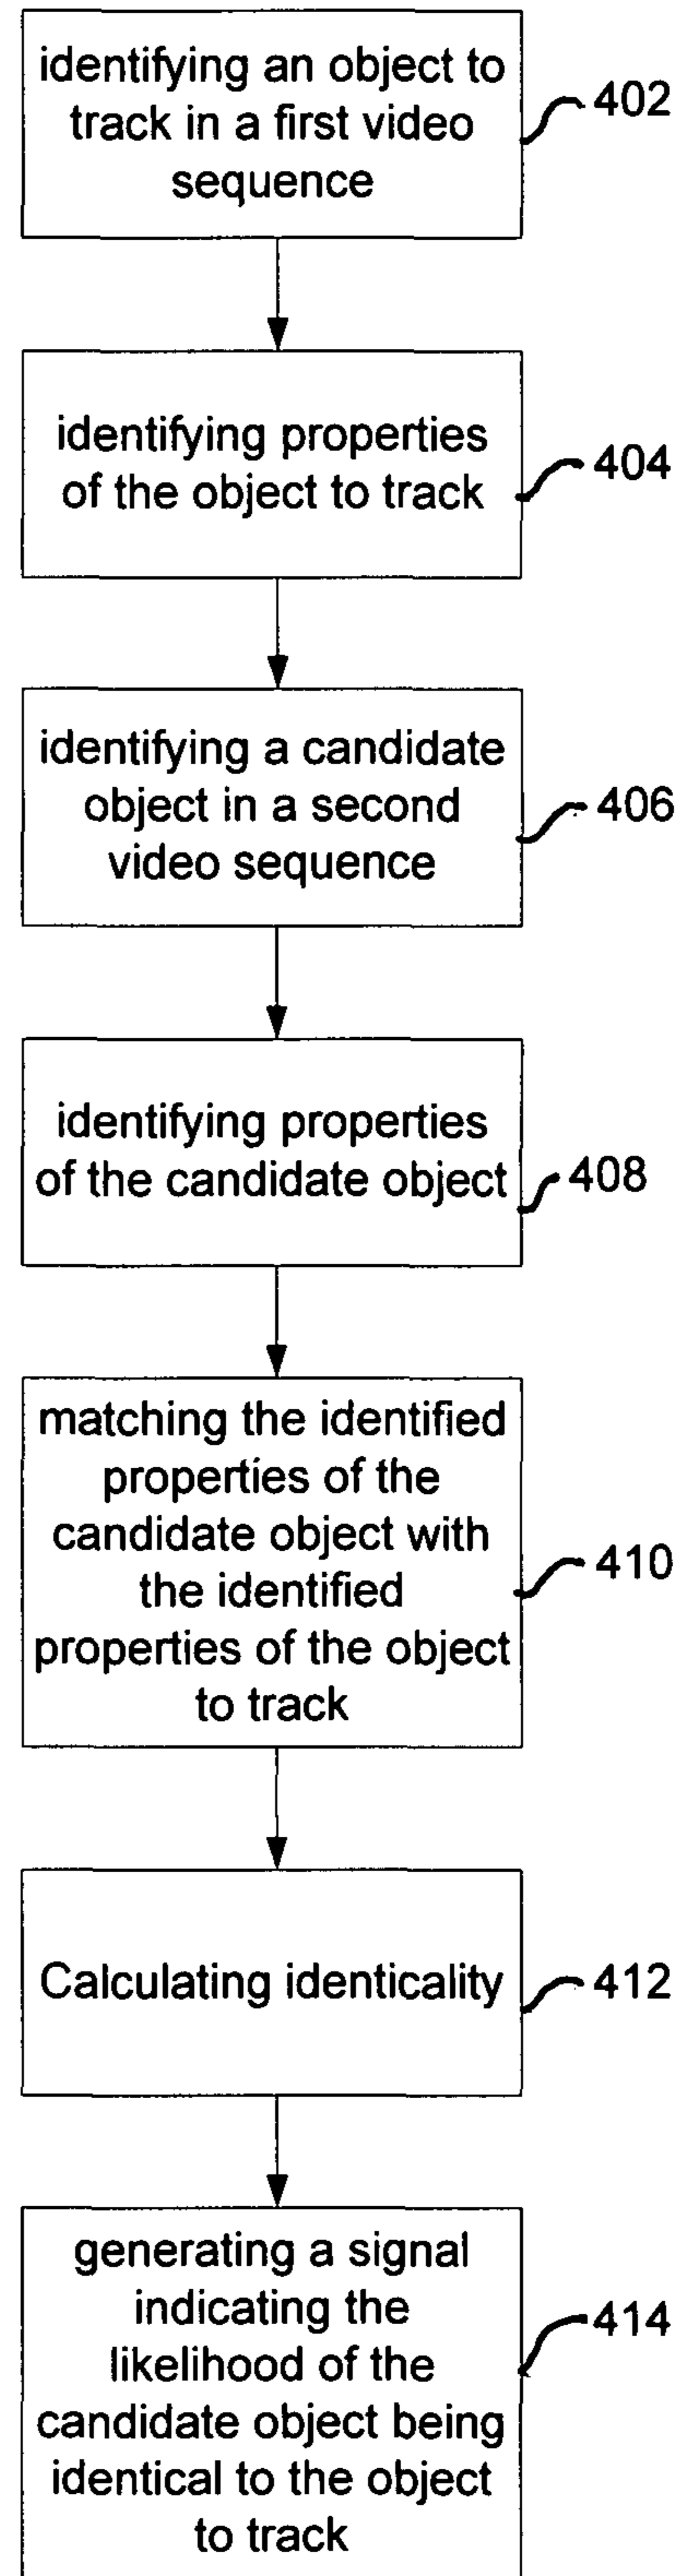 identifying an object to
track in a first video
sequence
402
identifying properties
of the object to track
404
identifying a candidate
object in a second
video sequence
406
identifying properties
of the candidate object
408
matching the identified
properties of the
candidate object with
the identified
properties of the object
to track
410
Calculating identicality
412
generating a signal
indicating the
likelihood of the
candidate object being
identical to the object
to track
414